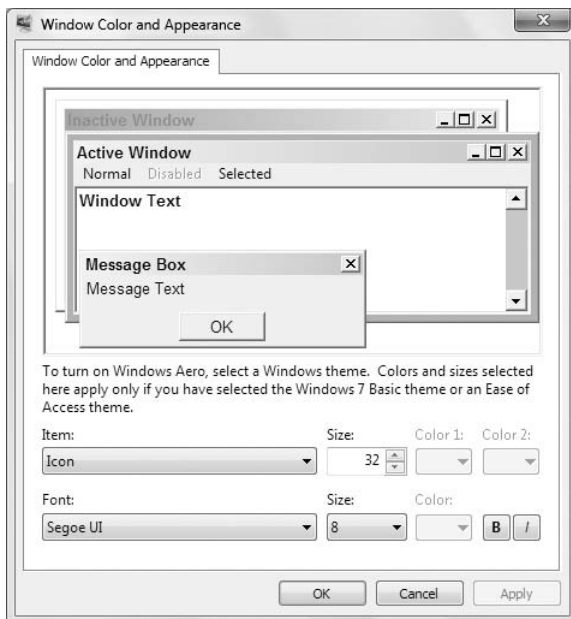 Window Color and Appearance
Window Color and Appearance
Inactive Window
Active Window
Normal Disabled Selected
Window Text
Message Box
Message Text
OK
To turn on Windows Aero, select a Windows theme. Colors and sizes selected
here apply only if you have selected the Windows 7 Basic theme or an Ease of
Access theme.
Item: Size: Color 1: Color 2:
Icon 32
Font: Size: Color:
Segoe UI 8 B I
OK Cancel Apply